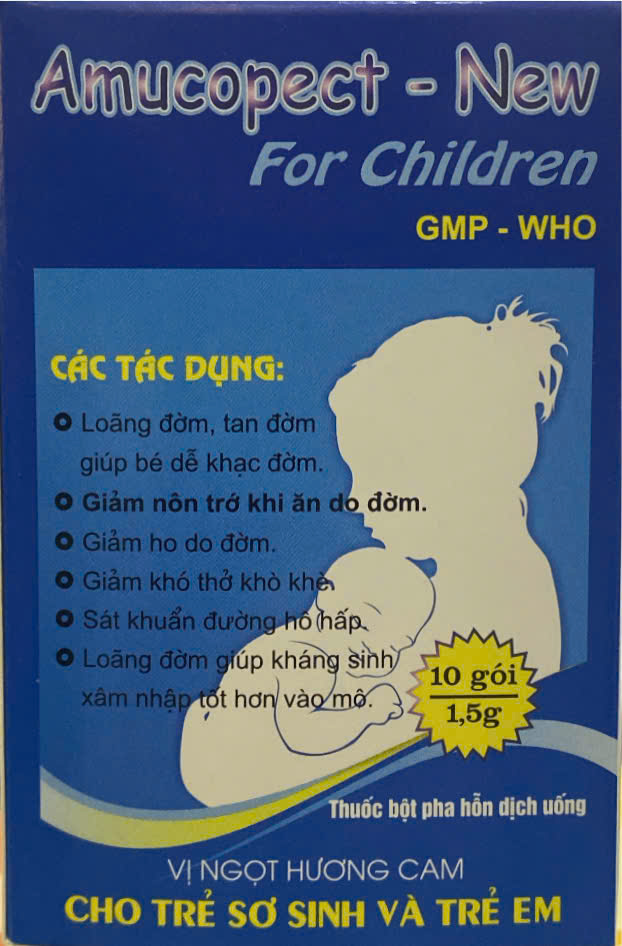 Amucopect - New
For Children
GMP - WHO
CÁC TÁC DỤNG:
Loãng đờm, tan đờm
giúp bé dễ khạc đờm.
Giảm nôn trớ khi ăn do đờm.
Giảm ho do đờm.
Giảm khó thở khò khè.
Sát khuẩn đường hô hấp.
Loãng đờm giúp kháng sinh
xâm nhập tốt hơn vào mô.
10 gói
1,5g
Thuốc bột pha hỗn dịch uống
VỊ NGỌT HƯƠNG CAM
CHO TRẺ SƠ SINH VÀ TRẺ EM